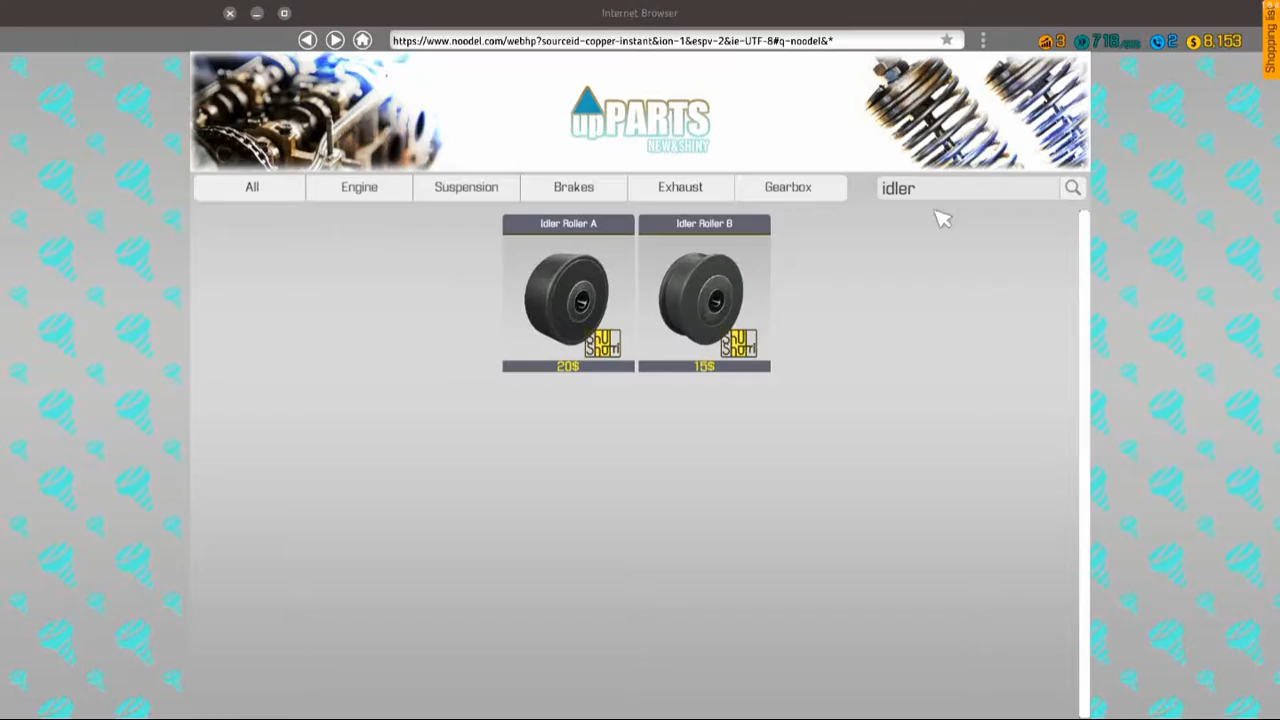 Internet Browser
https://www.noodel.com/webhp?sourceid-copper-instant&ion-1&espv-2&ie-UTF-8#q-noodel&*
3
2
8,153
Shopping list
upPARTS
NEW&SHINY
All
Engine
Suspension
Brakes
Exhaust
Gearbox
idler
Idler Roller A
Idler Roller B
20$
15$